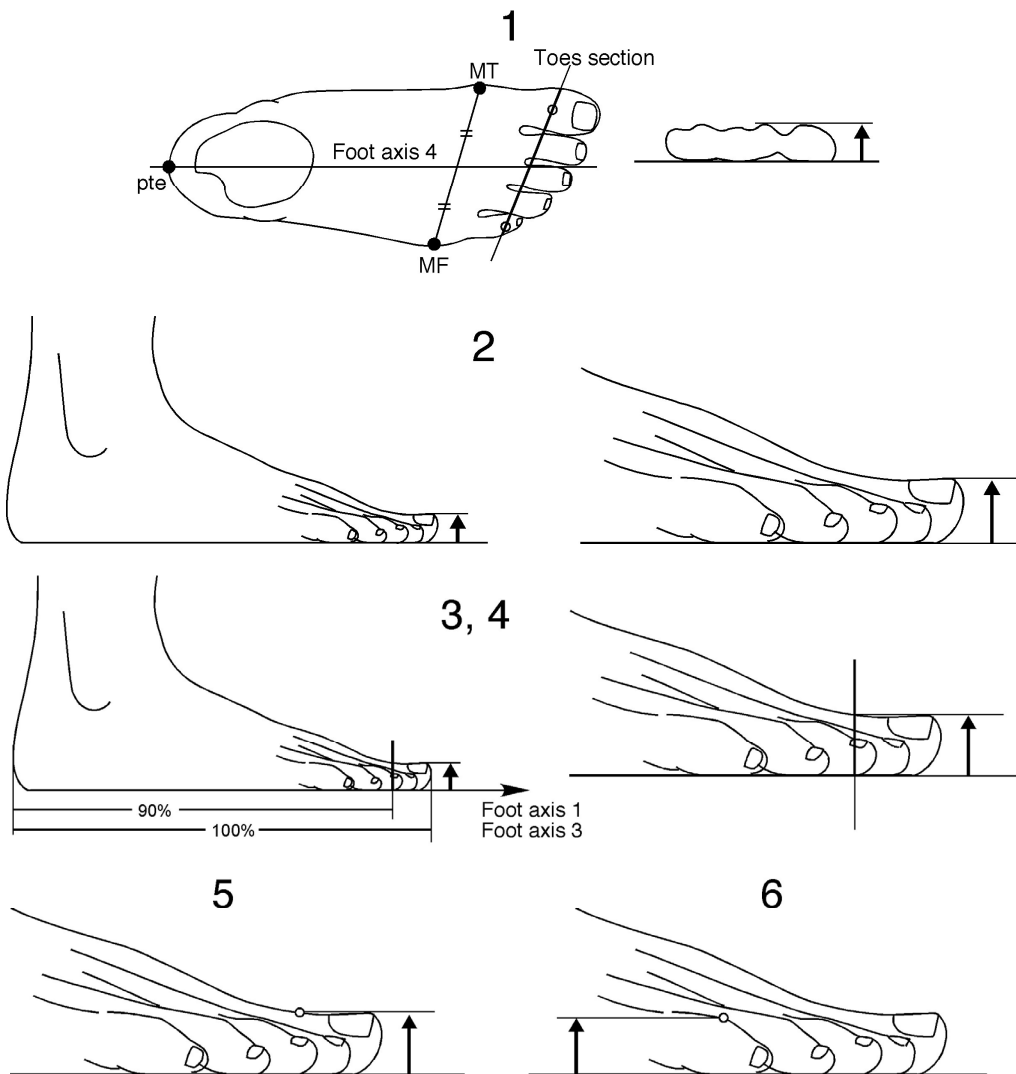 1
Toes section
MT
Foot axis 4
pte
MF
2
3, 4
90%
Foot axis 1
100%
Foot axis 3
5
6